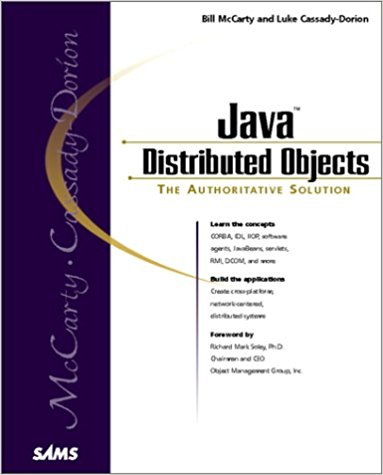 Bill McCarty and Luke Cassady-Dorion
McCarty · Cassady-Dorion
Java™
Distributed Objects
THE AUTHORITATIVE SOLUTION
Learn the concepts
CORBA, IDL, IIOP, software
agents, JavaBeans, servlets,
RMI, DCOM, and more
Build the applications
Create cross-platform,
network-centered,
distributed systems
Foreword by
Richard Mark Soley, Ph.D.
Chairman and CEO
Object Management Group, Inc.
SAMS